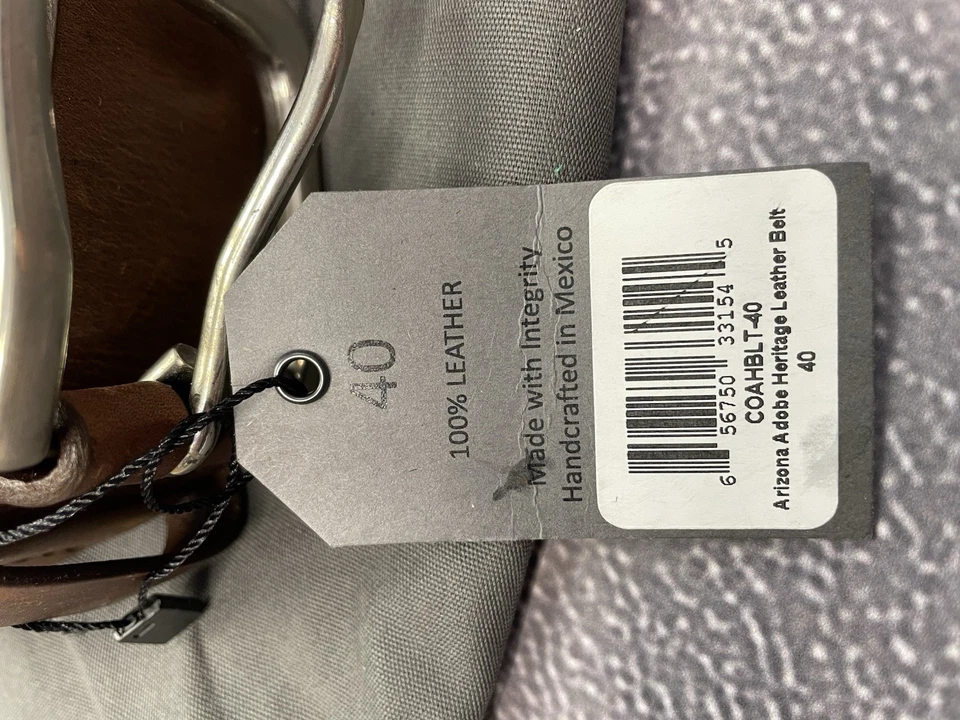 40
100% LEATHER
Made with Integrity
Handcrafted in Mexico
6 56750 33154 5
COAHBLT-40
Arizona Adobe Heritage Leather Belt
40